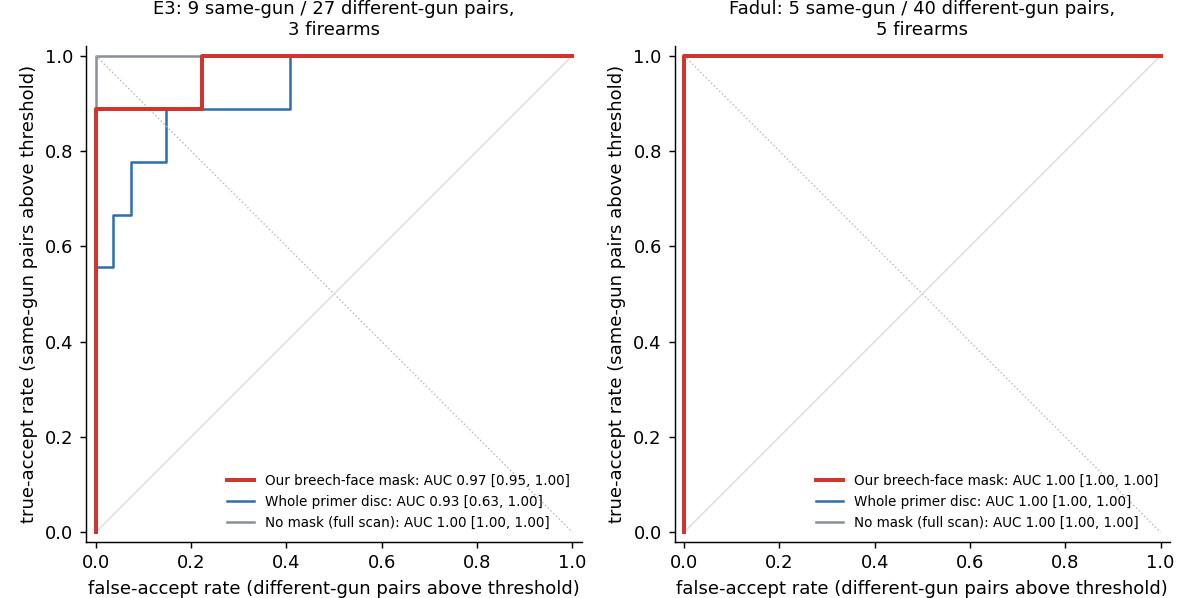 E3: 9 same-gun / 27 different-gun pairs,
3 firearms
true-accept rate (same-gun pairs above threshold)
1.0
0.8
0.6
0.4
0.2
0.0
Our breech-face mask: AUC 0.97 [0.95, 1.00]
Whole primer disc: AUC 0.93 [0.63, 1.00]
No mask (full scan): AUC 1.00 [1.00, 1.00]
0.0 0.2 0.4 0.6 0.8 1.0
false-accept rate (different-gun pairs above threshold)
Fadul: 5 same-gun / 40 different-gun pairs,
5 firearms
true-accept rate (same-gun pairs above threshold)
1.0
0.8
0.6
0.4
0.2
0.0
Our breech-face mask: AUC 1.00 [1.00, 1.00]
Whole primer disc: AUC 1.00 [1.00, 1.00]
No mask (full scan): AUC 1.00 [1.00, 1.00]
0.0 0.2 0.4 0.6 0.8 1.0
false-accept rate (different-gun pairs above threshold)